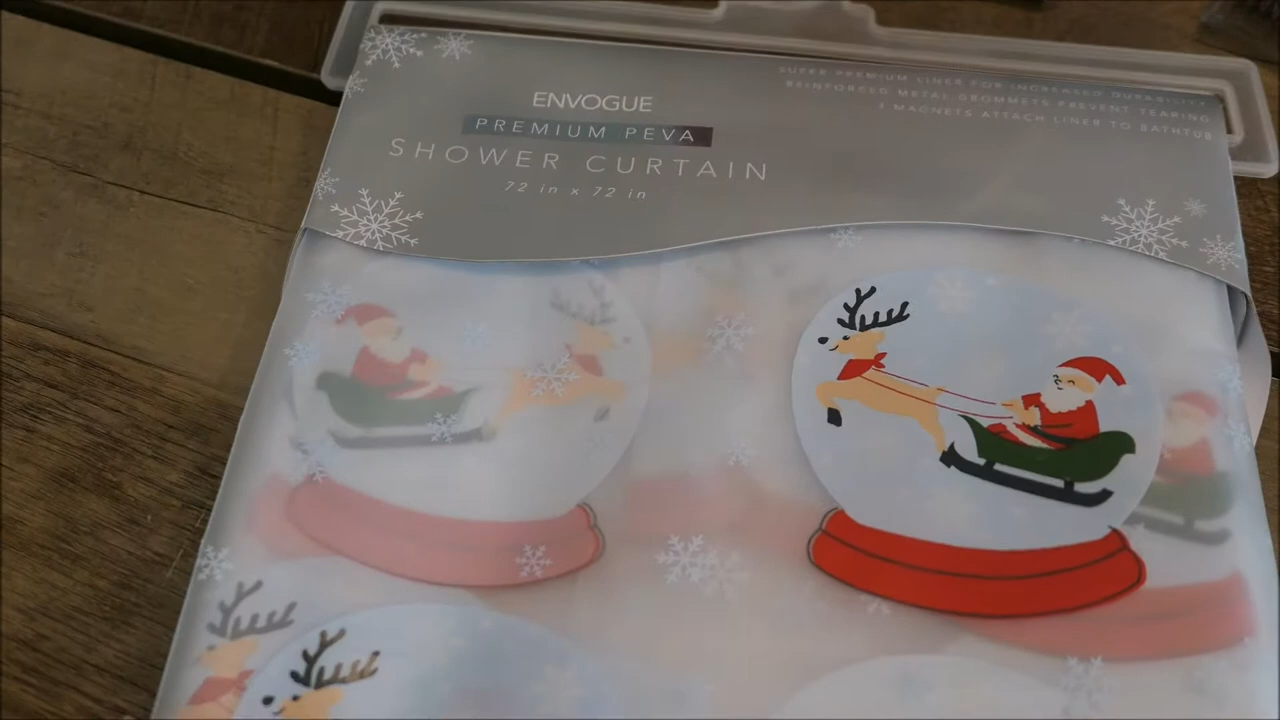 ENVOGUE
PREMIUM PEVA
SHOWER CURTAIN
72 in x 72 in
SUPER PREMIUM LINER FOR INCREASED DURABILITY
REINFORCED METAL GROMMETS PREVENT TEARING
3 MAGNETS ATTACH LINER TO BATHTUB